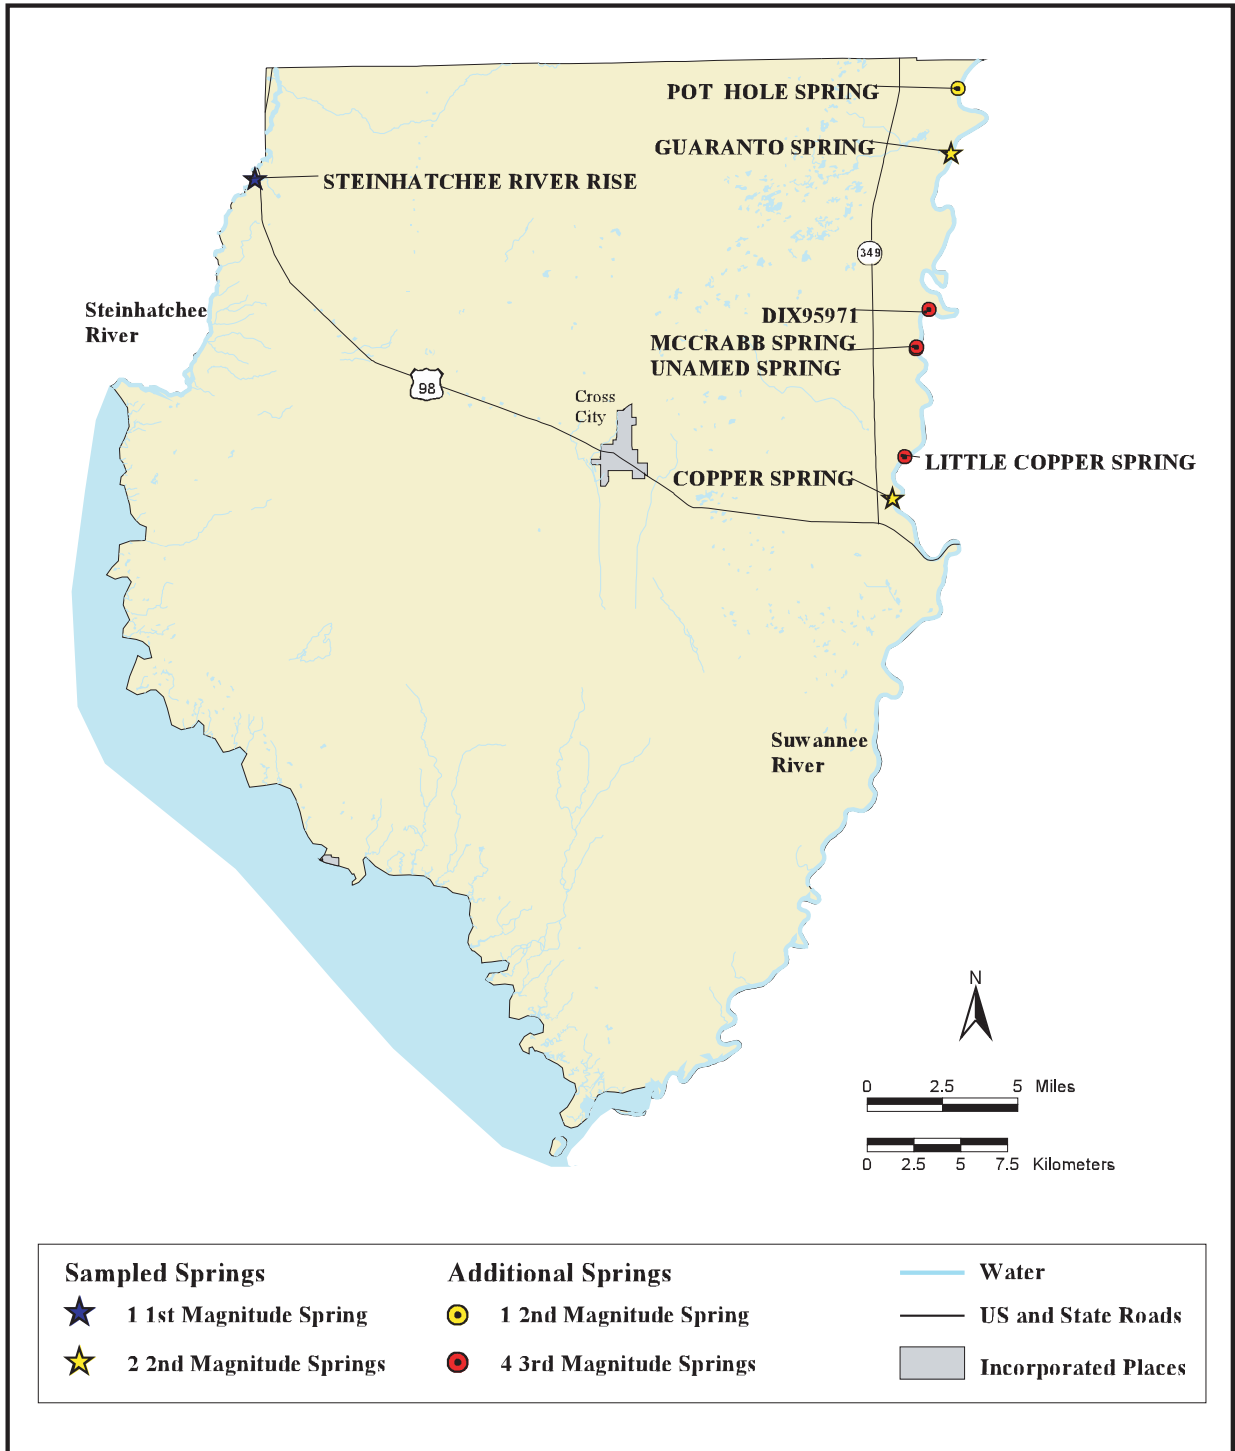 POT HOLE SPRING
GUARANTO SPRING
STEINHATCHEE RIVER RISE
349
Steinhatchee
River
DIX95971
MCCRABB SPRING
UNAMED SPRING
98
Cross
City
COPPER SPRING
LITTLE COPPER SPRING
Suwannee
River
N
0 2.5 5 Miles
0 2.5 5 7.5 Kilometers
Sampled Springs
1 1st Magnitude Spring
2 2nd Magnitude Springs
Additional Springs
1 2nd Magnitude Spring
4 3rd Magnitude Springs
Water
US and State Roads
Incorporated Places